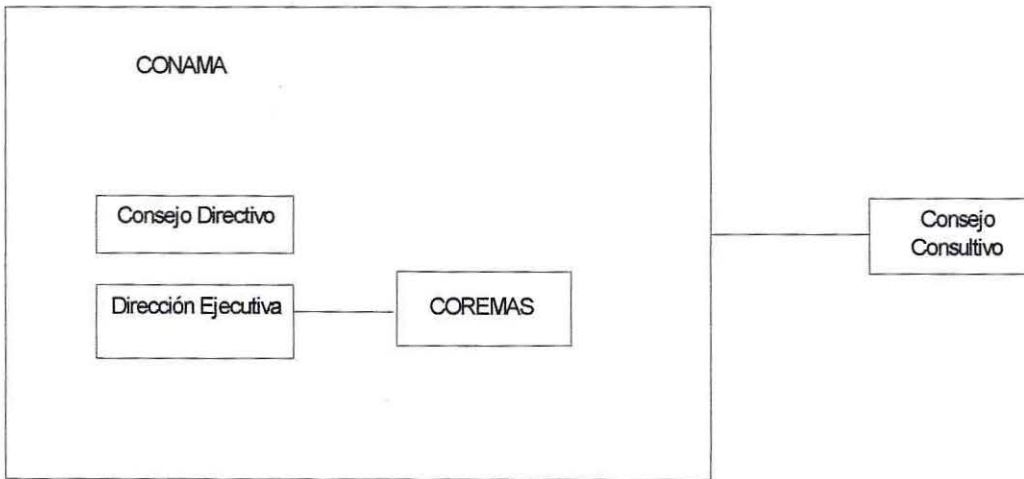 CONAMA
Consejo Directivo
Dirección Ejecutiva
COREMAS
Consejo
Consultivo